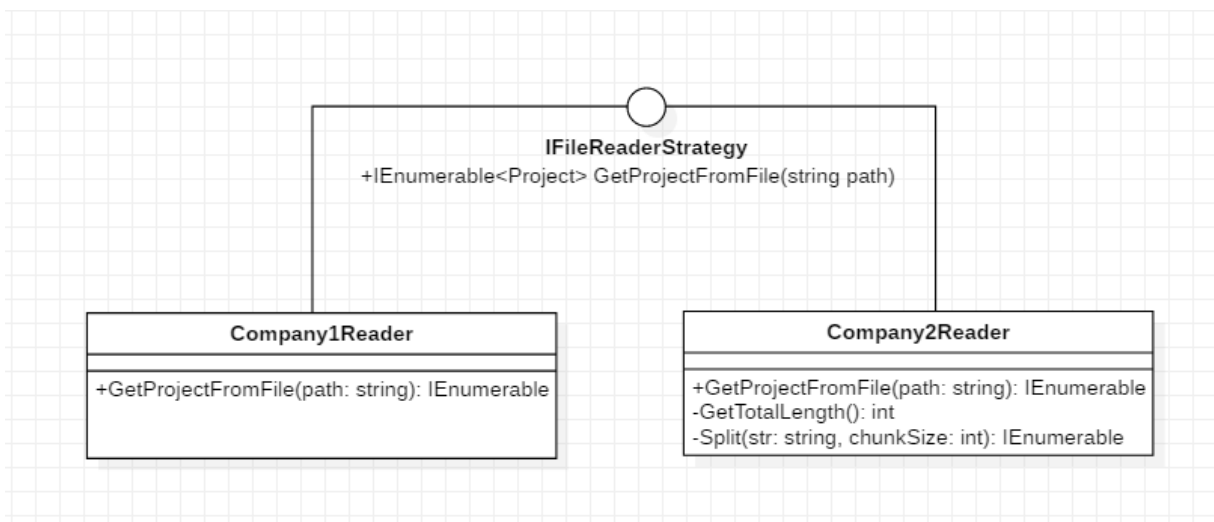 IFileReaderStrategy
+IEnumerable<Project> GetProjectFromFile(string path)
Company1Reader
+GetProjectFromFile(path: string): IEnumerable
Company2Reader
+GetProjectFromFile(path: string): IEnumerable
-GetTotalLength(): int
-Split(str: string, chunkSize: int): IEnumerable